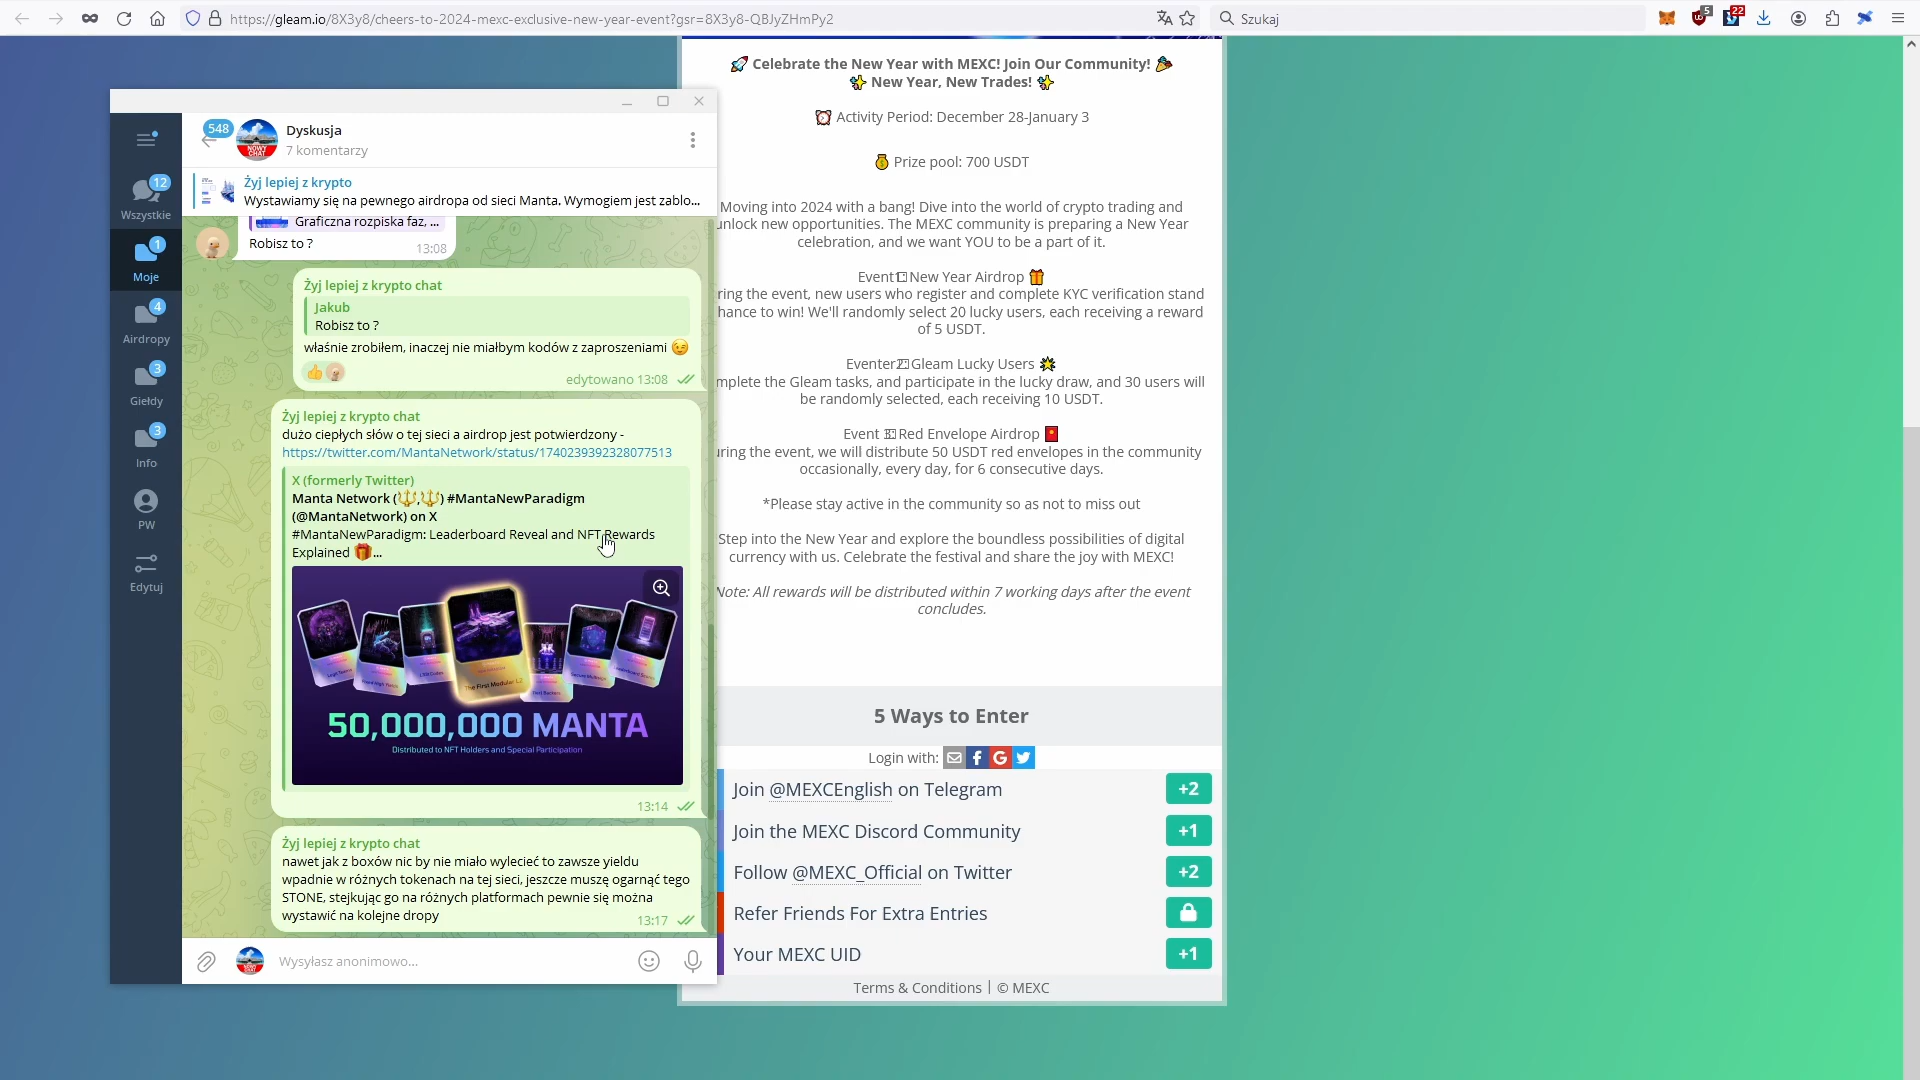 https://gleam.io/8X3y8/cheers-to-2024-mexc-exclusive-new-year-event?gsr=8X3y8-QBJyZHmPy2
Szukaj
5
22
548
Dyskusja
7 komentarzy
Żyj lepiej z krypto
Wystawiamy się na pewnego airdropa od sieci Manta. Wymogiem jest zablo...
12
Wszystkie
1
Moje
4
Airdropy
3
Giełdy
3
Info
PW
Edytuj
Graficzna rozpiska faz, ...
Robisz to ?
13:08
Żyj lepiej z krypto chat
Jakub
Robisz to ?
właśnie zrobiłem, inaczej nie miałbym kodów z zaproszeniami 😉
👍
edytowano 13:08
Żyj lepiej z krypto chat
dużo ciepłych słów o tej sieci a airdrop jest potwierdzony -
https://twitter.com/MantaNetwork/status/1740239392328077513
X (formerly Twitter)
Manta Network (🔱,🔱) #MantaNewParadigm
(@MantaNetwork) on X
#MantaNewParadigm: Leaderboard Reveal and NFT Rewards
Explained 🎁...
The First Modular L2
50,000,000 MANTA
Distributed to NFT Holders and Special Participation
13:14
Żyj lepiej z krypto chat
nawet jak z boxów nic by nie miało wylecieć to zawsze yieldu
wpadnie w różnych tokenach na tej sieci, jeszcze muszę ogarnąć tego
STONE, stejkując go na różnych platformach pewnie się można
wystawić na kolejne dropy
13:17
Wysyłasz anonimowo...
NOWY
CHAT
🚀 Celebrate the New Year with MEXC! Join Our Community! 🎉
✨ New Year, New Trades! ✨
⏰ Activity Period: December 28-January 3
💰 Prize pool: 700 USDT
Moving into 2024 with a bang! Dive into the world of crypto trading and
unlock new opportunities. The MEXC community is preparing a New Year
celebration, and we want YOU to be a part of it.
Event1 New Year Airdrop 🎁
ring the event, new users who register and complete KYC verification stand
hance to win! We'll randomly select 20 lucky users, each receiving a reward
of 5 USDT.
Eventer2 Gleam Lucky Users 🌟
mplete the Gleam tasks, and participate in the lucky draw, and 30 users will
be randomly selected, each receiving 10 USDT.
Event 3 Red Envelope Airdrop 🧧
uring the event, we will distribute 50 USDT red envelopes in the community
occasionally, every day, for 6 consecutive days.
*Please stay active in the community so as not to miss out
Step into the New Year and explore the boundless possibilities of digital
currency with us. Celebrate the festival and share the joy with MEXC!
Note: All rewards will be distributed within 7 working days after the event
concludes.
5 Ways to Enter
Login with:
Join @MEXCEnglish on Telegram
+2
Join the MEXC Discord Community
+1
Follow @MEXC_Official on Twitter
+2
Refer Friends For Extra Entries
Your MEXC UID
+1
Terms & Conditions | © MEXC